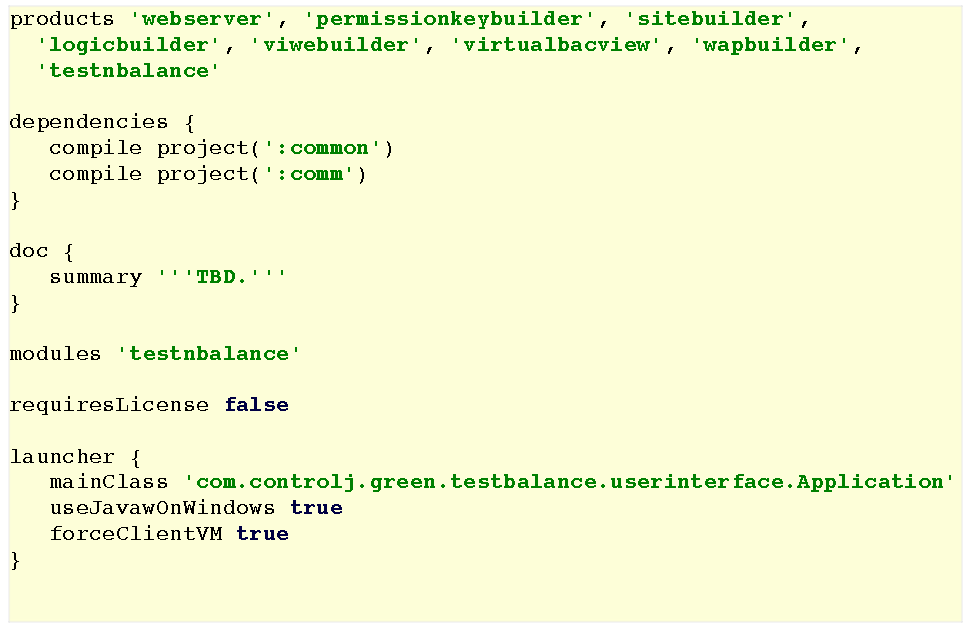 products 'webserver', 'permissionkeybuilder', 'sitebuilder',
  'logicbuilder', 'viwebuilder', 'virtualbacview', 'wapbuilder',
  'testnbalance'

dependencies {
   compile project(':common')
   compile project(':comm')
}

doc {
   summary '''TBD.'''
}

modules 'testnbalance'

requiresLicense false

launcher {
   mainClass 'com.controlj.green.testbalance.userinterface.Application'
   useJavawOnWindows true
   forceClientVM true
}